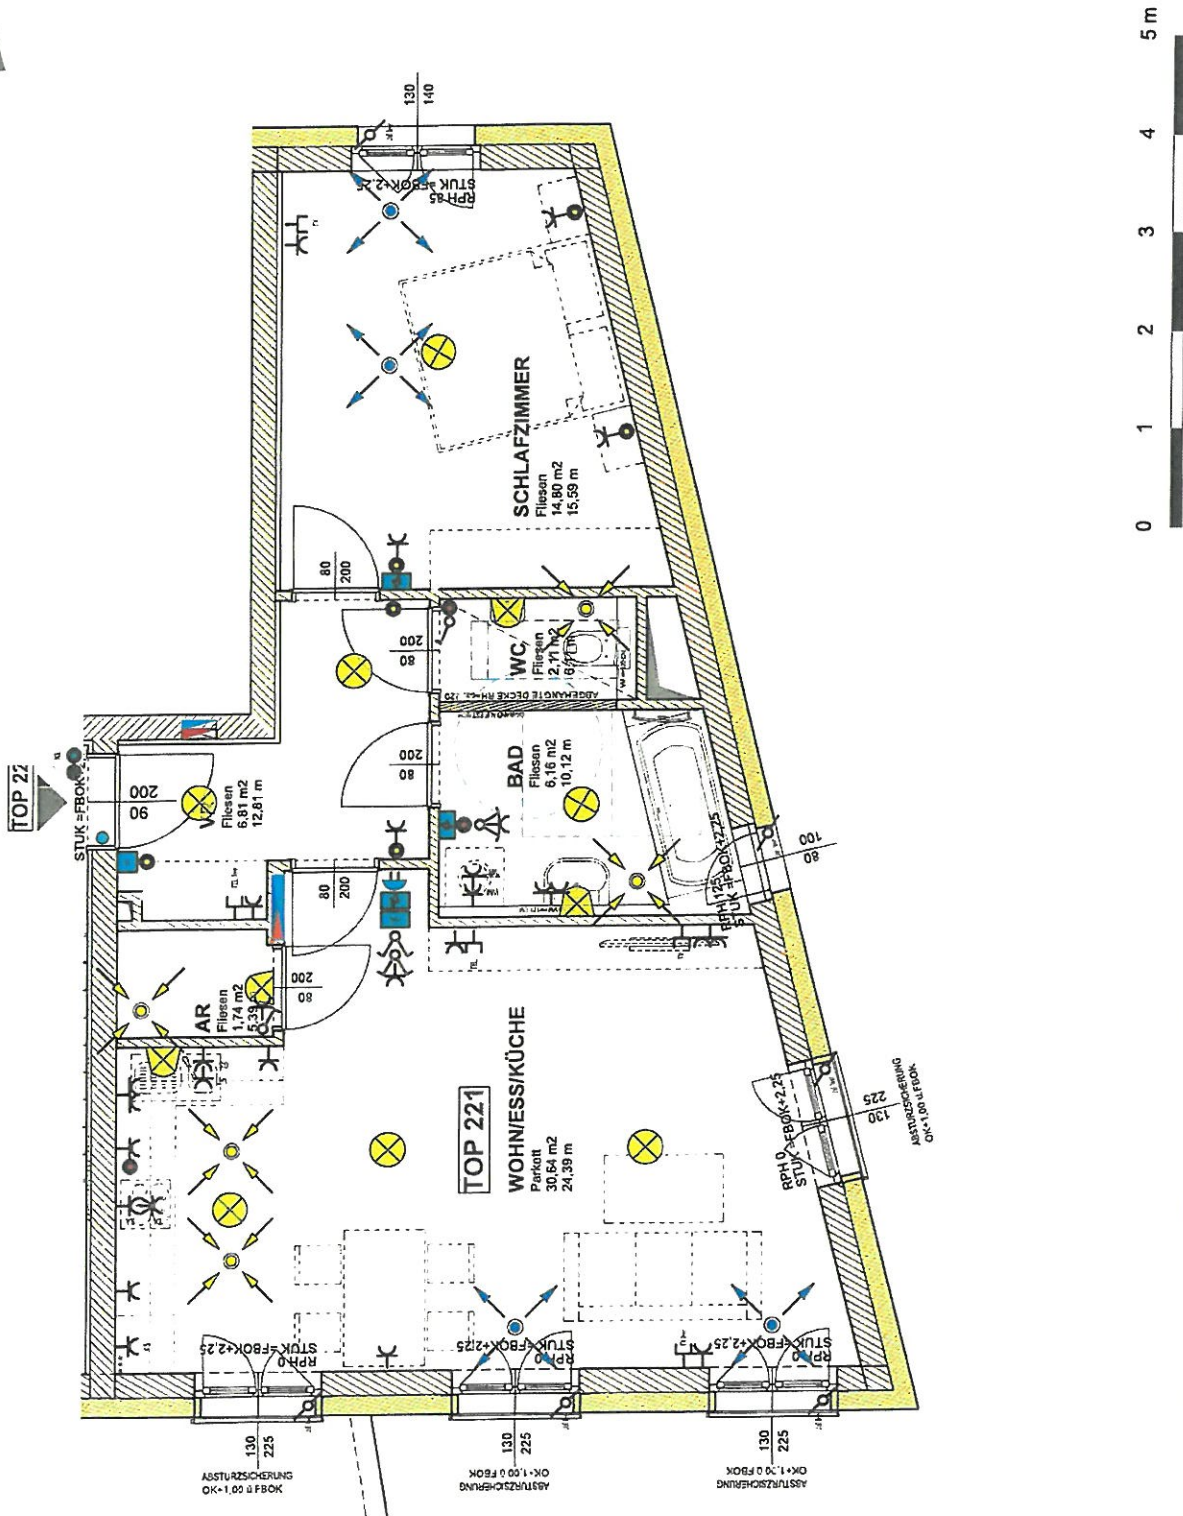 5 m
4
3
2
1
0
130
140
STUK =FBOK+2.25
RPH 85
SCHLAFZIMMER
Fliesen
14,80 m2
15,59 m
80
200
80
200
WC
Fliesen
2,11 m2
ABGEHÄNGTE DECKE
80
200
BAD
Fliesen
6,16 m2
10,12 m
TOP 22
STUK =FBOK
90
200
Fliesen
6,81 m2
12,81 m
80
200
80
200
AR
Fliesen
1,74 m2
5,39
RPH 125
STUK =FBOK+2.25
80
100
TOP 221
WOHN/ESS/KÜCHE
Parkett
30,64 m2
24,39 m
RPH 0
STUK =FBOK+2,25
130
225
ABSTURZSICHERUNG
OK+1,00 ü.FBOK
STUK =FBOK+2,25
RPH 0
STUK =FBOK+2,25
RPH 0
STUK =FBOK+2,25
RPH 0
130
225
ABSTURZSICHERUNG
OK+1,00 ü FBOK
130
225
ABSTURZSICHERUNG
OK+1,00 ü FBOK
130
225
ABSTURZSICHERUNG